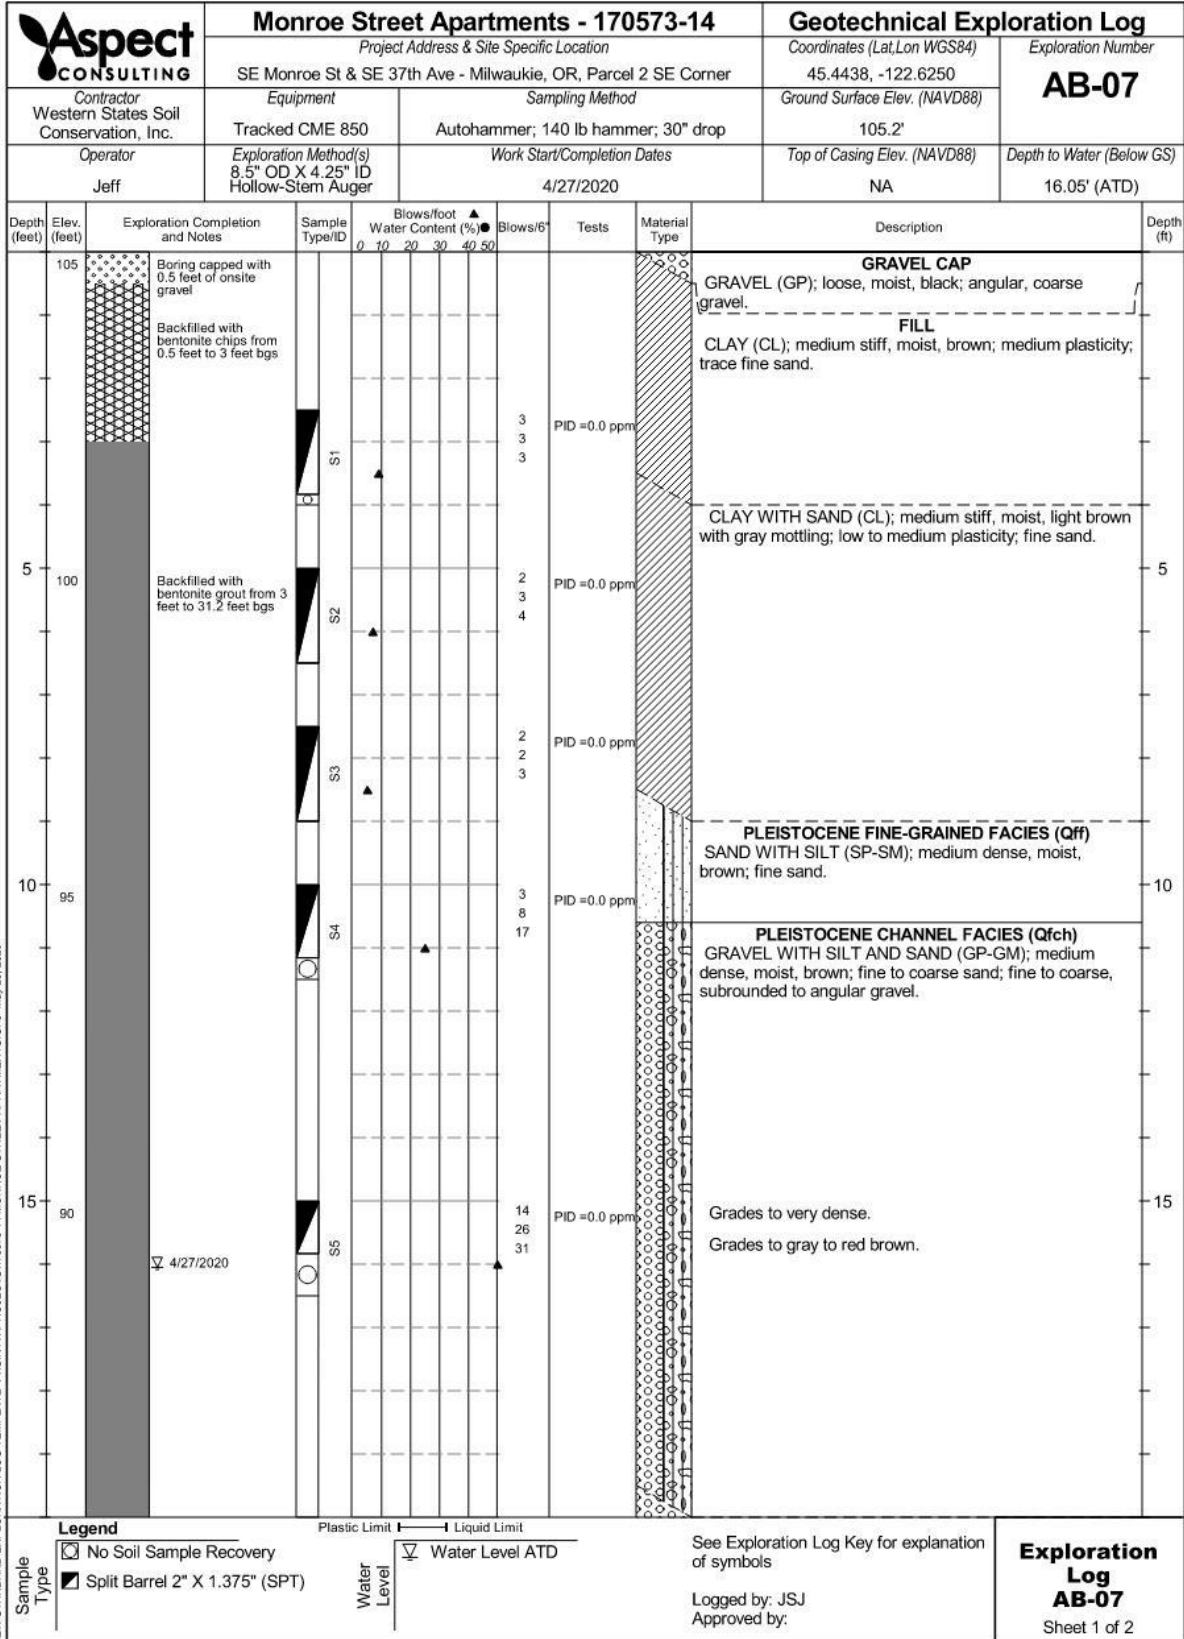 Aspect
CONSULTING
Monroe Street Apartments - 170573-14
Geotechnical Exploration Log
Project Address & Site Specific Location
SE Monroe St & SE 37th Ave - Milwaukie, OR, Parcel 2 SE Corner
Coordinates (Lat,Lon WGS84)
45.4438, -122.6250
Exploration Number
AB-07
Contractor
Western States Soil
Conservation, Inc.
Equipment
Tracked CME 850
Sampling Method
Autohammer; 140 lb hammer; 30" drop
Ground Surface Elev. (NAVD88)
105.2'
Operator
Jeff
Exploration Method(s)
8.5" OD X 4.25" ID
Hollow-Stem Auger
Work Start/Completion Dates
4/27/2020
Top of Casing Elev. (NAVD88)
NA
Depth to Water (Below GS)
16.05' (ATD)
Depth
(feet)
Elev.
(feet)
Exploration Completion
and Notes
Sample
Type/ID
Blows/foot
Water Content (%)
0 10 20 30 40 50
Blows/6"
Tests
Material
Type
Description
Depth
(ft)
105
Boring capped with
0.5 feet of onsite
gravel
GRAVEL CAP
GRAVEL (GP); loose, moist, black; angular, coarse
gravel.
Backfilled with
bentonite chips from
0.5 feet to 3 feet bgs
FILL
CLAY (CL); medium stiff, moist, brown; medium plasticity;
trace fine sand.
S1
3
3
3
PID =0.0 ppm
CLAY WITH SAND (CL); medium stiff, moist, light brown
with gray mottling; low to medium plasticity; fine sand.
5
100
Backfilled with
bentonite grout from 3
feet to 31.2 feet bgs
S2
2
3
4
PID =0.0 ppm
5
S3
2
2
3
PID =0.0 ppm
PLEISTOCENE FINE-GRAINED FACIES (Qff)
SAND WITH SILT (SP-SM); medium dense, moist,
brown; fine sand.
10
95
S4
3
8
17
PID =0.0 ppm
10
PLEISTOCENE CHANNEL FACIES (Qfch)
GRAVEL WITH SILT AND SAND (GP-GM); medium
dense, moist, brown; fine to coarse sand; fine to coarse,
subrounded to angular gravel.
15
90
S5
14
26
31
PID =0.0 ppm
Grades to very dense.
Grades to gray to red brown.
15
4/27/2020
Legend
Sample
Type
No Soil Sample Recovery
Split Barrel 2" X 1.375" (SPT)
Plastic Limit
Liquid Limit
Water
Level
Water Level ATD
See Exploration Log Key for explanation
of symbols
Logged by: JSJ
Approved by:
Exploration
Log
AB-07
Sheet 1 of 2